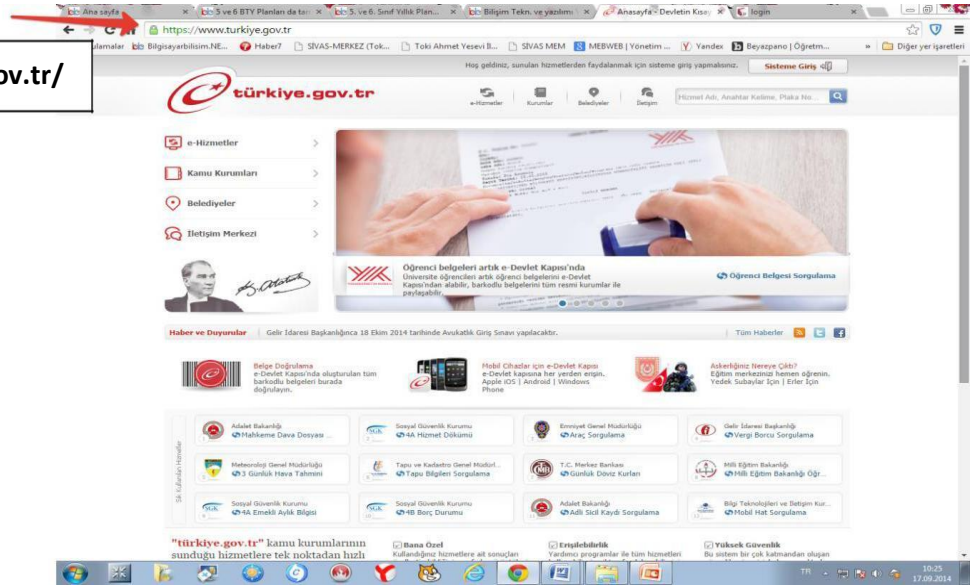 Ana sayfa
5 ve 6 BTY Planları da tas
5. ve 6. Sınıf Yıllık Plan...
Bilişim Tekn. ve yazılımı
Anasayfa - Devletin Kısay
login
https://www.turkiye.gov.tr
ov.tr/
ulamalar
Bilgisayarbilisim.NE...
Haber7
SIVAS-MERKEZ (Tok...
Toki Ahmet Yesevi İl...
SIVAS MEM
MEBWEB | Yönetim ...
Yandex
Beyazpano | Öğretm...
»
Diğer yer işaretleri
Hoş geldiniz, sunulan hizmetlerden faydalanmak için sisteme giriş yapmalısınız.
Sisteme Giriş
türkiye.gov.tr
e-Hizmetler
Kurumlar
Belediyeler
İletişim
Hizmet Adı, Anahtar Kelime, Plaka No...
e-Hizmetler
Kamu Kurumları
Belediyeler
İletişim Merkezi
Öğrenci belgeleri artık e-Devlet Kapısı'nda
Üniversite öğrencileri artık öğrenci belgelerini e-Devlet
Kapısı'ndan alabilir, barkodlu belgelerini tüm resmi kurumlar ile
paylaşabilir.
Öğrenci Belgesi Sorgulama
Haber ve Duyurular
Gelir İdaresi Başkanlığınca 18 Ekim 2014 tarihinde Avukatlık Giriş Sınavı yapılacaktır.
Tüm Haberler
Belge Doğrulama
e-Devlet Kapısı'nda oluşturulan tüm
barkodlu belgeleri burada
doğrulayın.
Mobil Cihazlar için e-Devlet Kapısı
e-Devlet kapısına her yerden erişin.
Apple iOS | Android | Windows
Phone
Askerliğiniz Nereye Çıktı?
Eğitim merkezinizi hemen öğrenin.
Yedek Subaylar İçin | Erler İçin
Sık Kullanılan Hizmetler
Adalet Bakanlığı
Mahkeme Dava Dosyası ...
Sosyal Güvenlik Kurumu
4A Hizmet Dökümü
Emniyet Genel Müdürlüğü
Araç Sorgulama
Gelir İdaresi Başkanlığı
Vergi Borcu Sorgulama
Meteoroloji Genel Müdürlüğü
3 Günlük Hava Tahmini
Tapu ve Kadastro Genel Müdürl...
Tapu Bilgileri Sorgulama
T.C. Merkez Bankası
Günlük Döviz Kurları
Milli Eğitim Bakanlığı
Milli Eğitim Bakanlığı Öğr...
Sosyal Güvenlik Kurumu
4A Emekli Aylık Bilgisi
Sosyal Güvenlik Kurumu
4B Borç Durumu
Adalet Bakanlığı
Adli Sicil Kaydı Sorgulama
Bilgi Teknolojileri ve İletişim Kur...
Mobil Hat Sorgulama
"türkiye.gov.tr" kamu kurumlarının
sunduğu hizmetlere tek noktadan hızlı
Bana Özel
Kullandığınız hizmetlere ait sonuçları
Erişilebilirlik
Yardımcı programlar ile tüm hizmetleri
Yüksek Güvenlik
Bu sistem bir çok katmandan oluşan
TR
10:25
17.09.2014